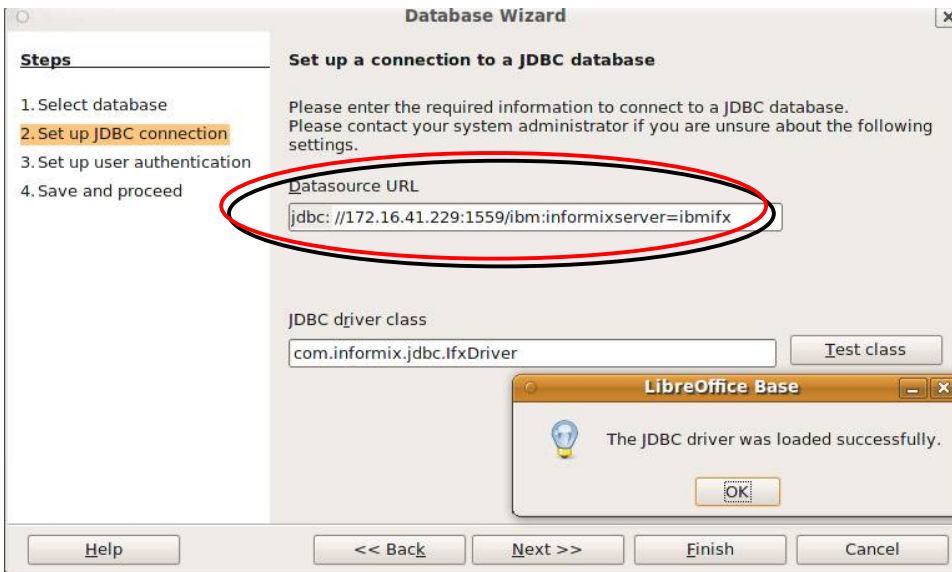 Database Wizard
Steps
1. Select database
2. Set up JDBC connection
3. Set up user authentication
4. Save and proceed
Set up a connection to a JDBC database
Please enter the required information to connect to a JDBC database.
Please contact your system administrator if you are unsure about the following
settings.
Datasource URL
jdbc: //172.16.41.229:1559/ibm:informixserver=ibmifx
JDBC driver class
com.informix.jdbc.IfxDriver
Test class
LibreOffice Base
The JDBC driver was loaded successfully.
OK
Help
<< Back
Next >>
Finish
Cancel